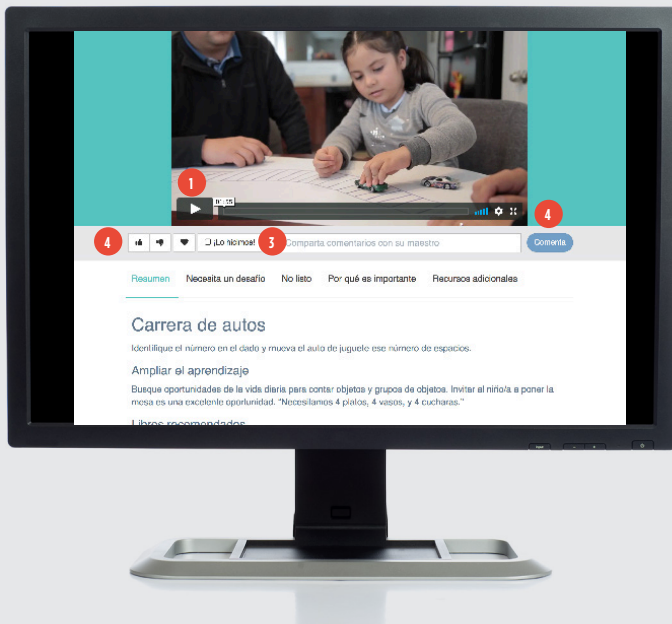 1
01:55
4
4
¡Lo hicimos!
3
Comparta comentarios con su maestro
Comenta
Resumen Necesita un desafío No listo Por qué es importante Recursos adicionales
Carrera de autos
Identifique el número en el dado y mueva el auto de juguete ese número de espacios.
Ampliar el aprendizaje
Busque oportunidades de la vida diaria para contar objetos y grupos de objetos. Invitar al niño/a a poner la
mesa es una excelente oportunidad. "Necesitamos 4 platos, 4 vasos, y 4 cucharas."
Libros recomendados